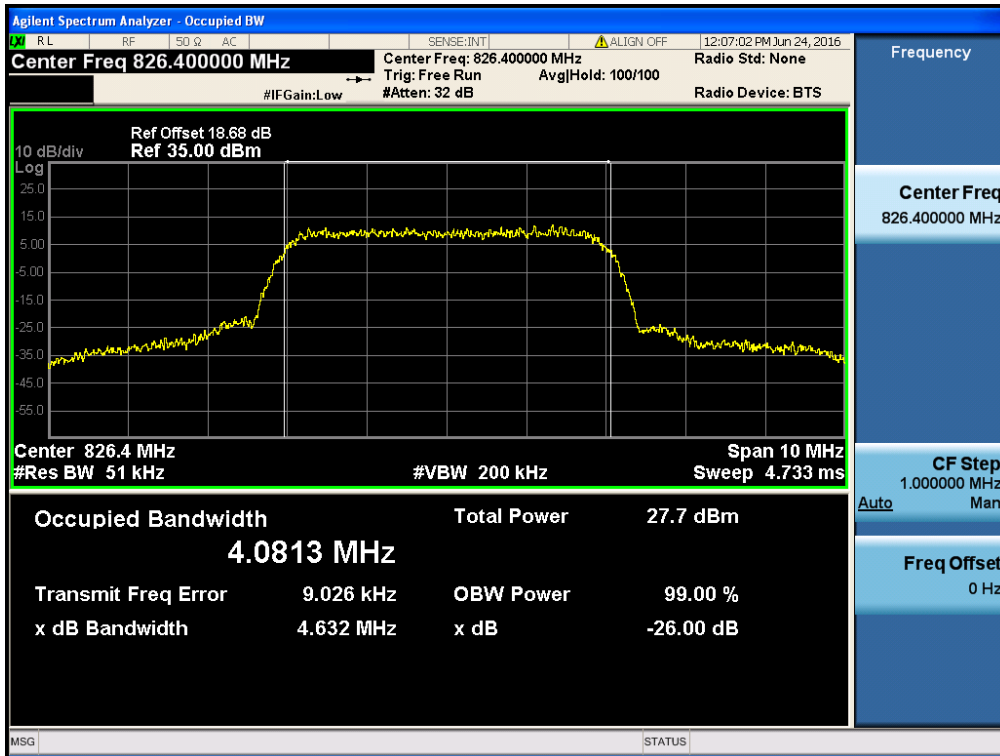 Agilent Spectrum Analyzer - Occupied BW
LXI RL RF 50 Ω AC SENSE:INT ALIGN OFF 12:07:02 PM Jun 24, 2016
Center Freq 826.400000 MHz
Center Freq: 826.400000 MHz
Radio Std: None
Trig: Free Run Avg|Hold: 100/100
#IFGain:Low
#Atten: 32 dB
Radio Device: BTS
Ref Offset 18.68 dB
10 dB/div Ref 35.00 dBm
Log
25.0
15.0
5.00
-5.00
-15.0
-25.0
-35.0
-45.0
-55.0
Center 826.4 MHz Span 10 MHz
#Res BW 51 kHz #VBW 200 kHz Sweep 4.733 ms
Occupied Bandwidth Total Power 27.7 dBm
4.0813 MHz
Transmit Freq Error 9.026 kHz OBW Power 99.00 %
x dB Bandwidth 4.632 MHz x dB -26.00 dB
MSG STATUS
Frequency
Center Freq
826.400000 MHz
CF Step
1.000000 MHz
Auto Man
Freq Offset
0 Hz